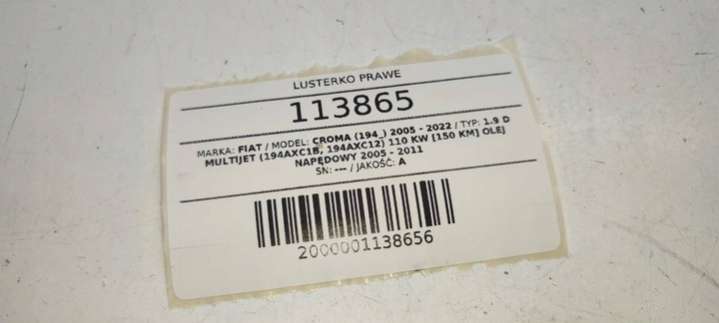 LUSTERKO PRAWE
113865
MARKA: FIAT / MODEL: CROMA (194_) 2005 - 2022 / TYP: 1.9 D
MULTIJET (194AXC1B, 194AXC12) 110 KW [150 KM] OLEJ
NAPĘDOWY 2005 - 2011
SN: --- / JAKOŚĆ: A
2000001138656